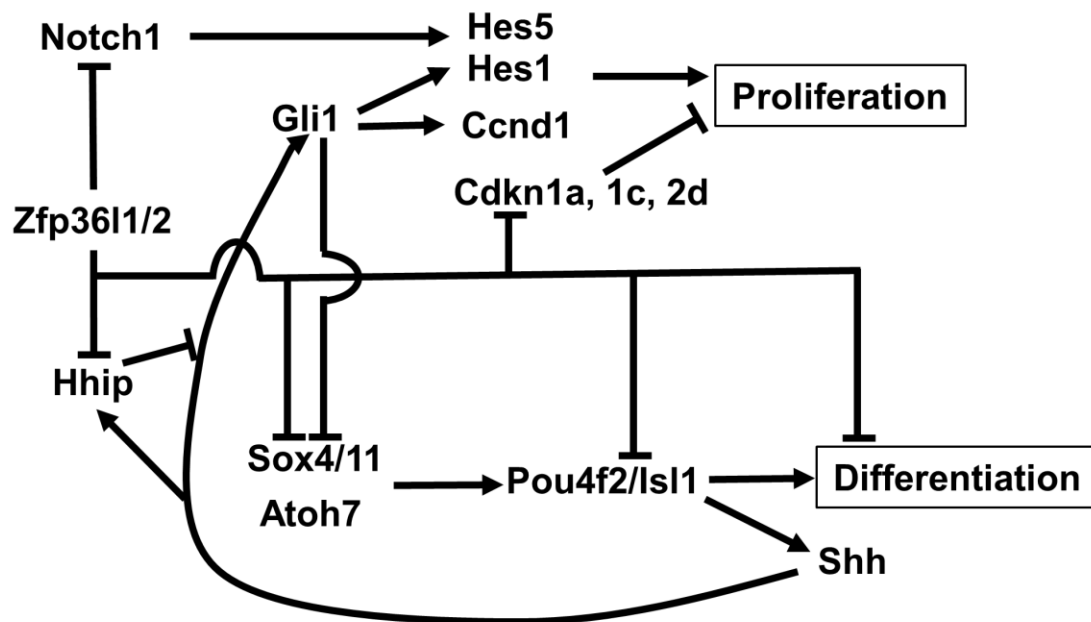 Notch1
Hes5
Hes1
Proliferation
Gli1
Ccnd1
Cdkn1a, 1c, 2d
Zfp36l1/2
Hhip
Sox4/11
Atoh7
Pou4f2/Isl1
Differentiation
Shh